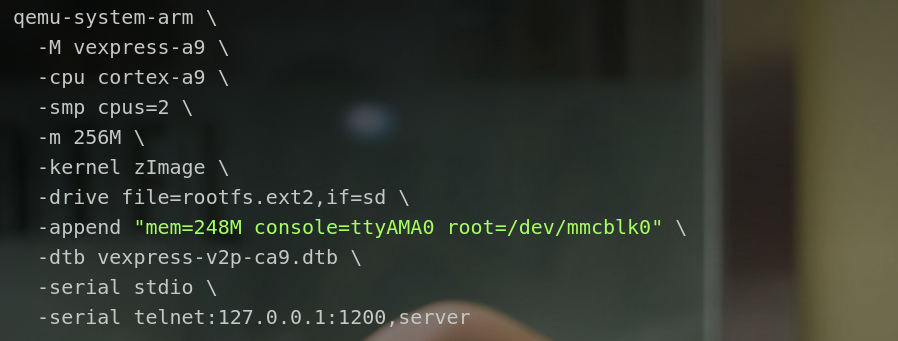 qemu-system-arm \
-M vexpress-a9 \
-cpu cortex-a9 \
-smp cpus=2 \
-m 256M \
-kernel zImage \
-drive file=rootfs.ext2,if=sd \
-append "mem=248M console=ttyAMA0 root=/dev/mmcblk0" \
-dtb vexpress-v2p-ca9.dtb \
-serial stdio \
-serial telnet:127.0.0.1:1200,server